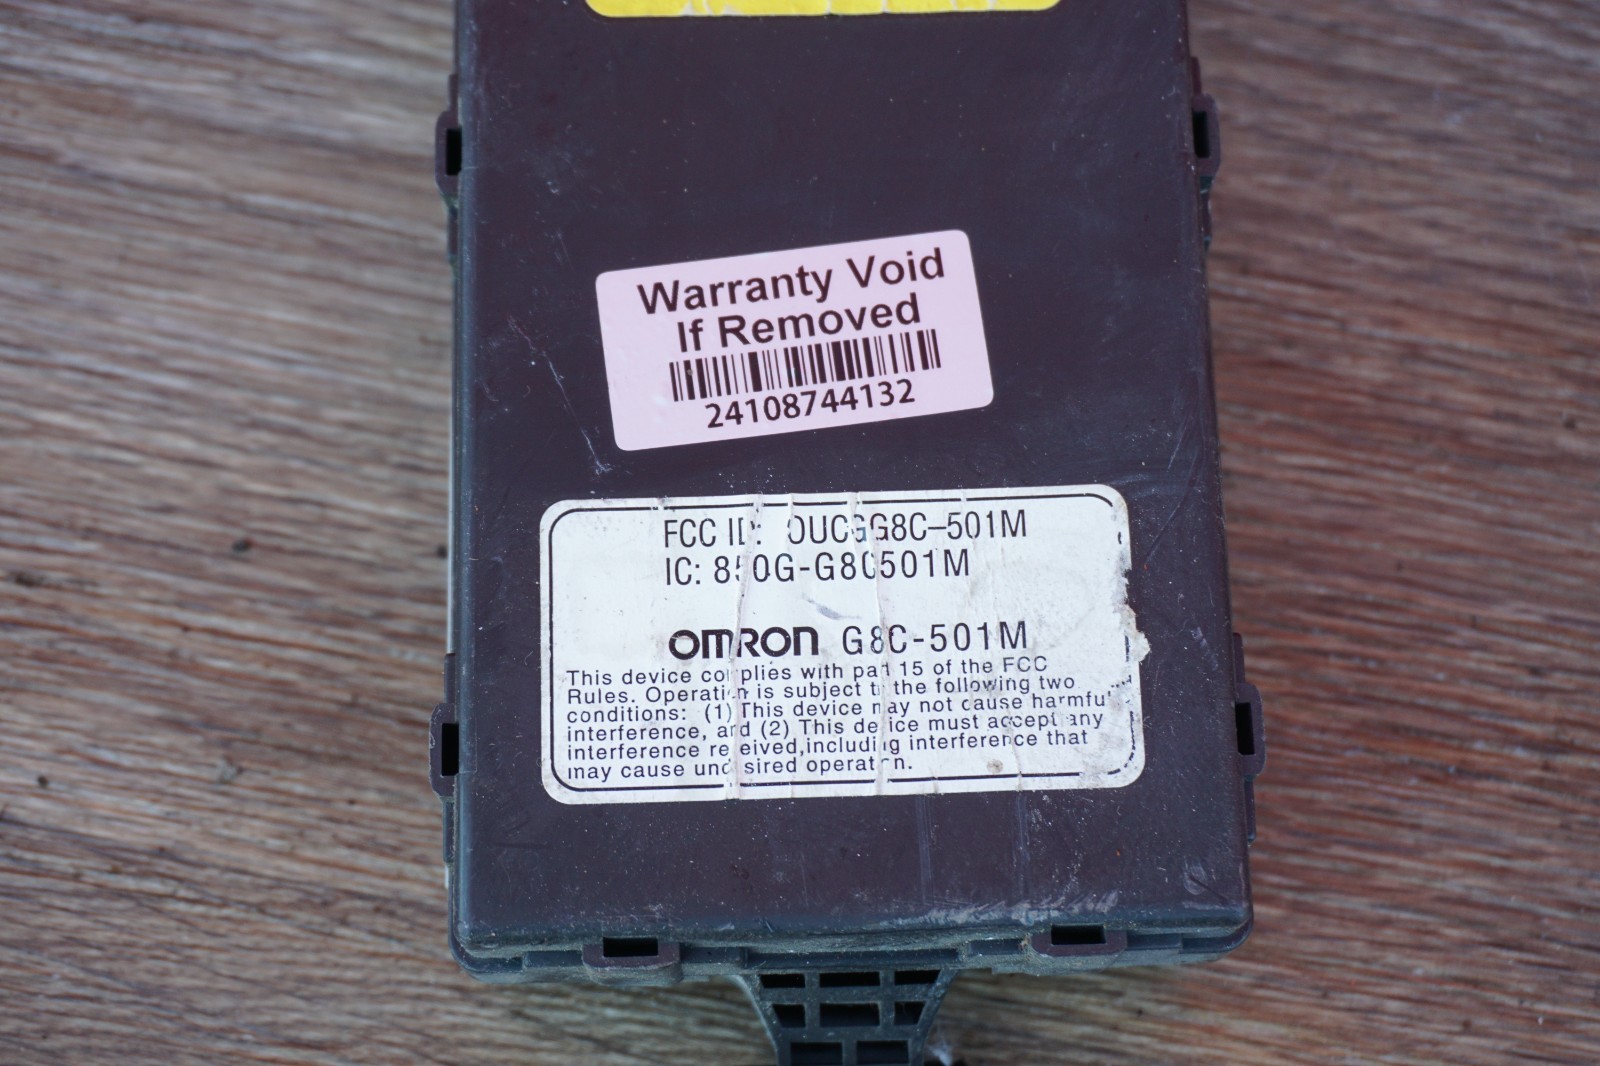 Warranty Void
If Removed
24108744132
FCC ID: OUCGG8C-501M
IC: 850G-G8C501M
OMRON G8C-501M
This device complies with part 15 of the FCC
Rules. Operation is subject to the following two
conditions: (1) This device may not cause harmful
interference, and (2) This device must accept any
interference received, including interference that
may cause undesired operation.